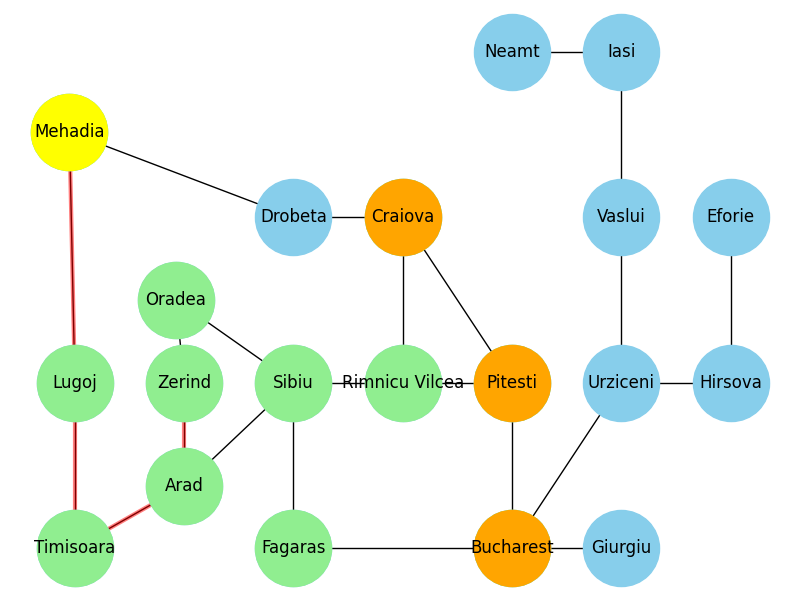 Neamt
Iasi
Mehadia
Drobeta
Craiova
Vaslui
Eforie
Oradea
Lugoj
Zerind
Sibiu
Rimnicu Vilcea
Pitesti
Urziceni
Hirsova
Arad
Timisoara
Fagaras
Bucharest
Giurgiu